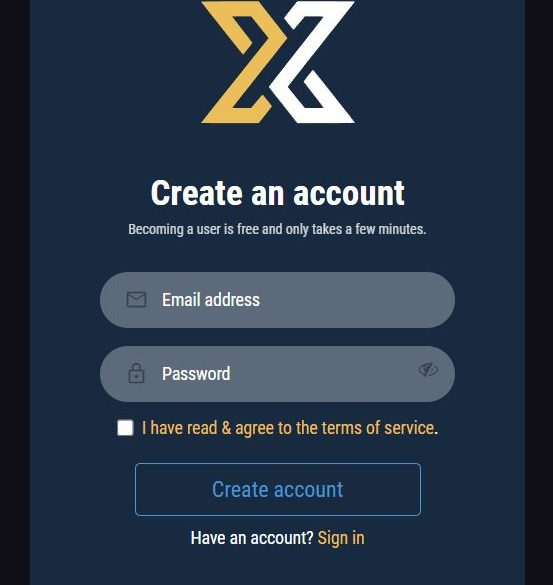 Create an account
Becoming a user is free and only takes a few minutes.
Email address
Password
I have read & agree to the terms of service.
Create account
Have an account? Sign in